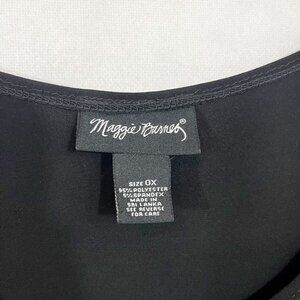 Maggie Barnes®
SIZE 0X
95% POLYESTER
5% SPANDEX
MADE IN
SRI LANKA
SEE REVERSE
FOR CARE